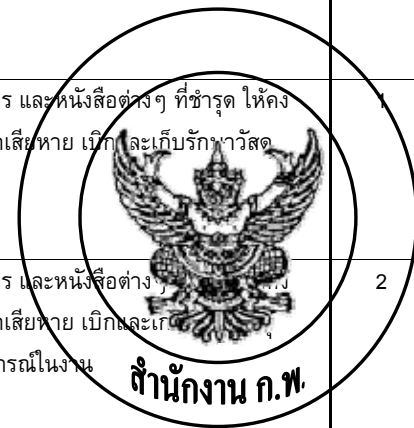 ร และหนังสือต่างๆ ที่ชำรุด ให้คง 1
าเสียหาย เบิกและเก็บรักษาวัสดุ
ร และหนังสือต่าง 2
าเสียหาย เบิกและเก
ารณ์ในงาน
สำนักงาน ก.พ.